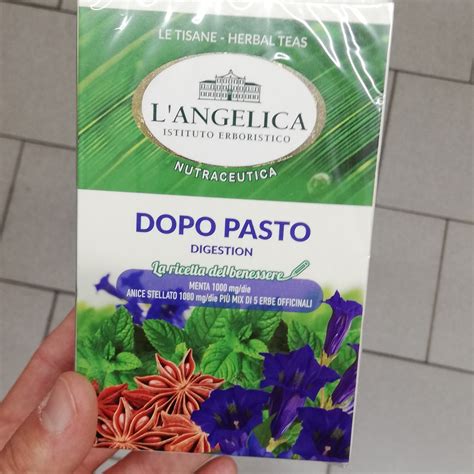 LE TISANE - HERBAL TEAS
L'ANGELICA
ISTITUTO ERBORISTICO
NUTRACEUTICA
DOPO PASTO
DIGESTION
La ricetta del benessere
MENTA 1000 mg/die
ANICE STELLATO 1000 mg/die PIÙ MIX DI 5 ERBE OFFICINALI